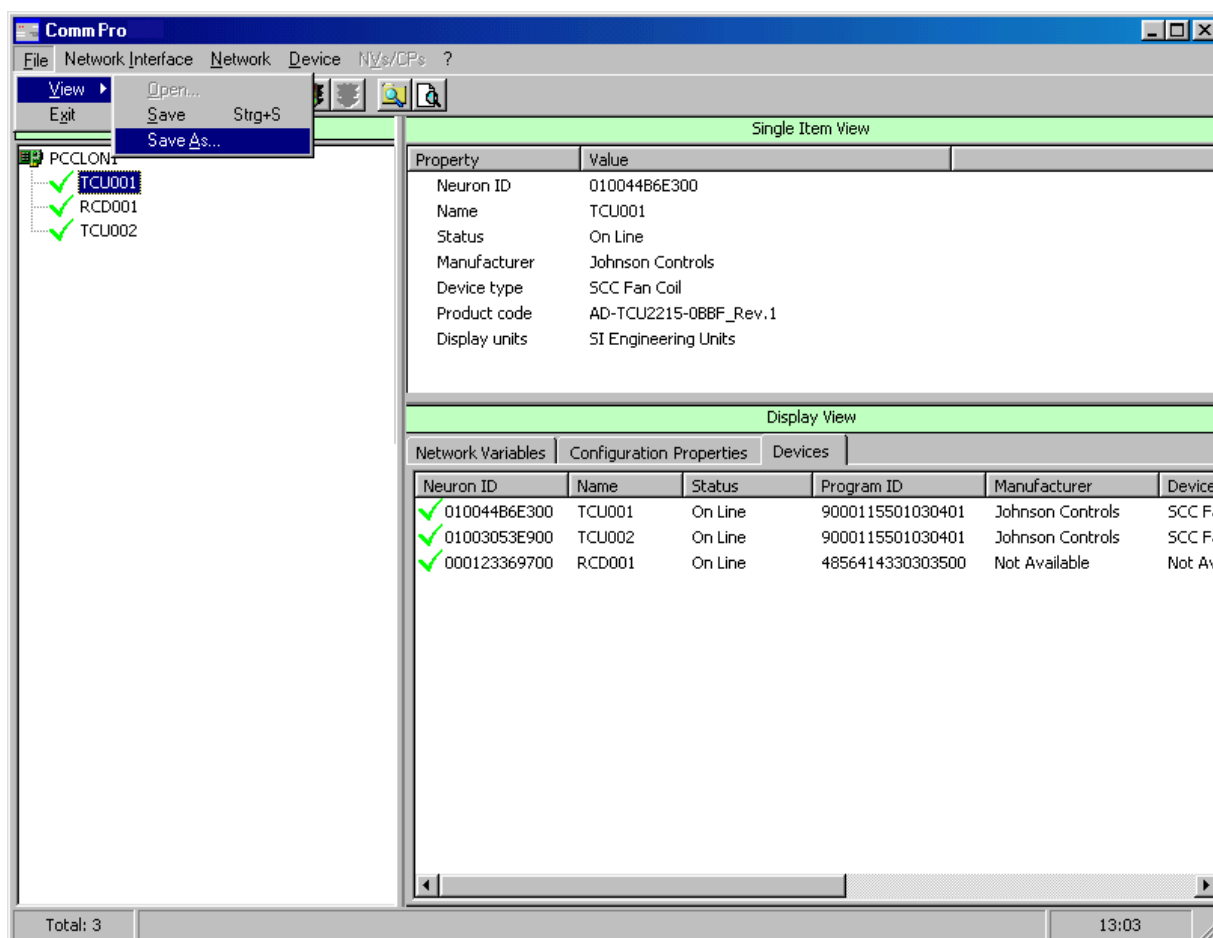 Comm Pro
File Network Interface Network Device NVs/CPs ?
View
Exit
Open...
Save Strg+S
Save As...
PCCLON1
TCU001
RCD001
TCU002
Single Item View
Property Value
Neuron ID 010044B6E300
Name TCU001
Status On Line
Manufacturer Johnson Controls
Device type SCC Fan Coil
Product code AD-TCU2215-0BBF_Rev.1
Display units SI Engineering Units
Display View
Network Variables Configuration Properties Devices
Neuron ID Name Status Program ID Manufacturer Device
010044B6E300 TCU001 On Line 9000115501030401 Johnson Controls SCC F
01003053E900 TCU002 On Line 9000115501030401 Johnson Controls SCC F
000123369700 RCD001 On Line 4856414330303500 Not Available Not Av
Total: 3
13:03